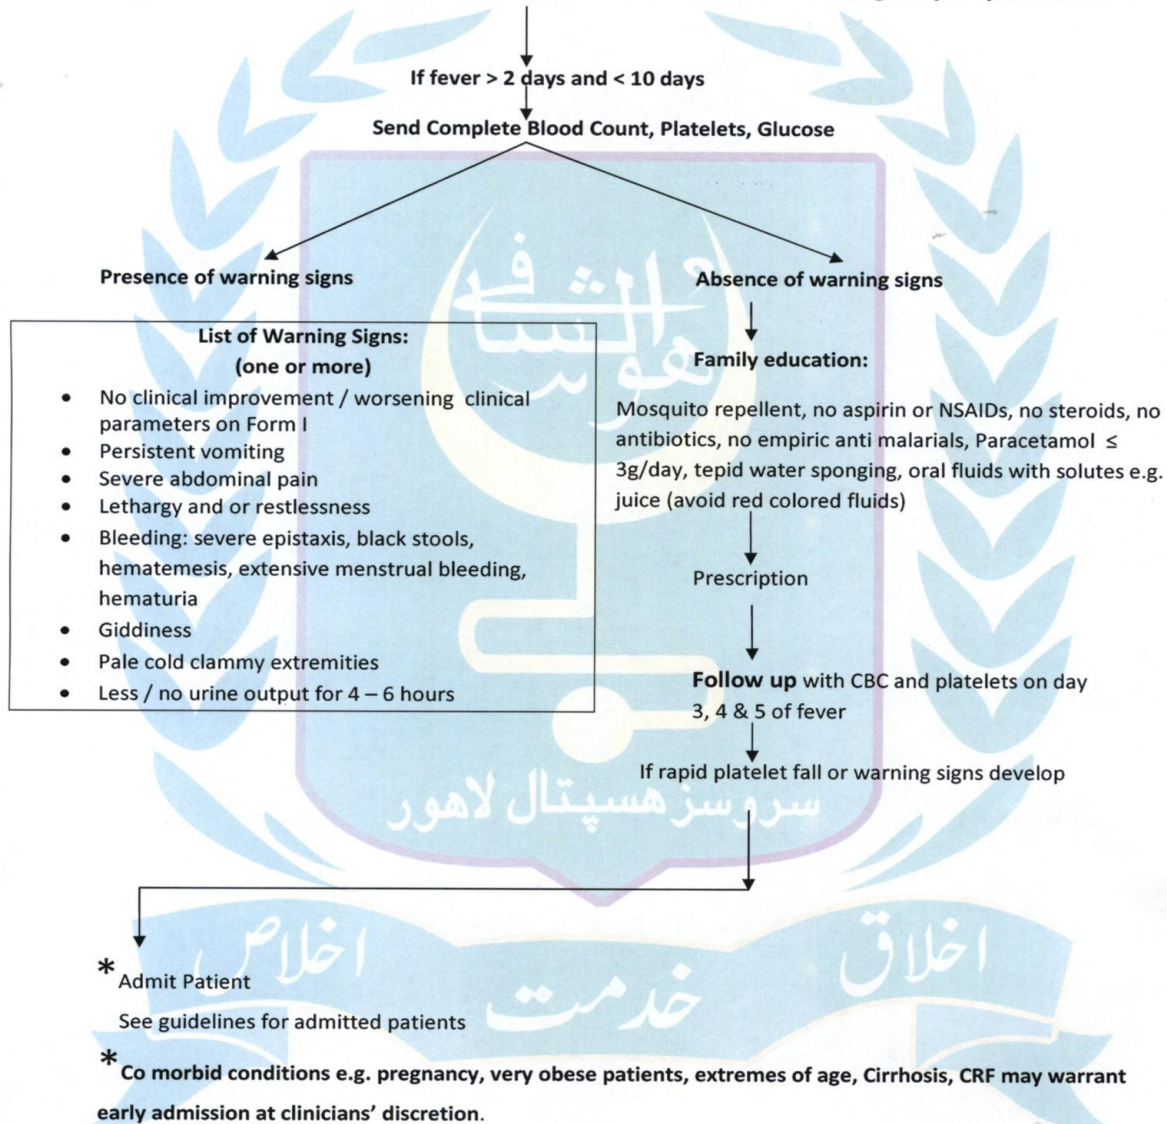 If fever > 2 days and < 10 days
Send Complete Blood Count, Platelets, Glucose
Presence of warning signs
Absence of warning signs
List of Warning Signs:
(one or more)
• No clinical improvement / worsening clinical
parameters on Form I
• Persistent vomiting
• Severe abdominal pain
• Lethargy and or restlessness
• Bleeding: severe epistaxis, black stools,
hematemesis, extensive menstrual bleeding,
hematuria
• Giddiness
• Pale cold clammy extremities
• Less / no urine output for 4 – 6 hours
Family education:
Mosquito repellent, no aspirin or NSAIDs, no steroids, no
antibiotics, no empiric anti malarials, Paracetamol ≤
3g/day, tepid water sponging, oral fluids with solutes e.g.
juice (avoid red colored fluids)
Prescription
Follow up with CBC and platelets on day
3, 4 & 5 of fever
If rapid platelet fall or warning signs develop
هوالشافی
سروسز هسپتال لاهور
اخلاق
خدمت
اخلاص
* Admit Patient
See guidelines for admitted patients
* Co morbid conditions e.g. pregnancy, very obese patients, extremes of age, Cirrhosis, CRF may warrant
early admission at clinicians’ discretion.